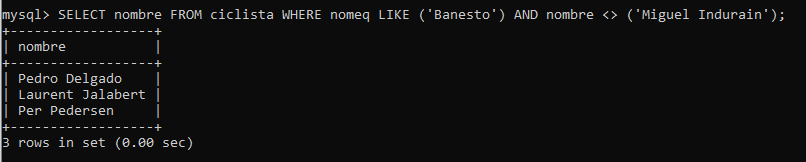 mysql> SELECT nombre FROM ciclista WHERE nomeq LIKE ('Banesto') AND nombre <> ('Miguel Indurain');
+------------------+
| nombre           |
+------------------+
| Pedro Delgado    |
| Laurent Jalabert |
| Per Pedersen     |
+------------------+
3 rows in set (0.00 sec)